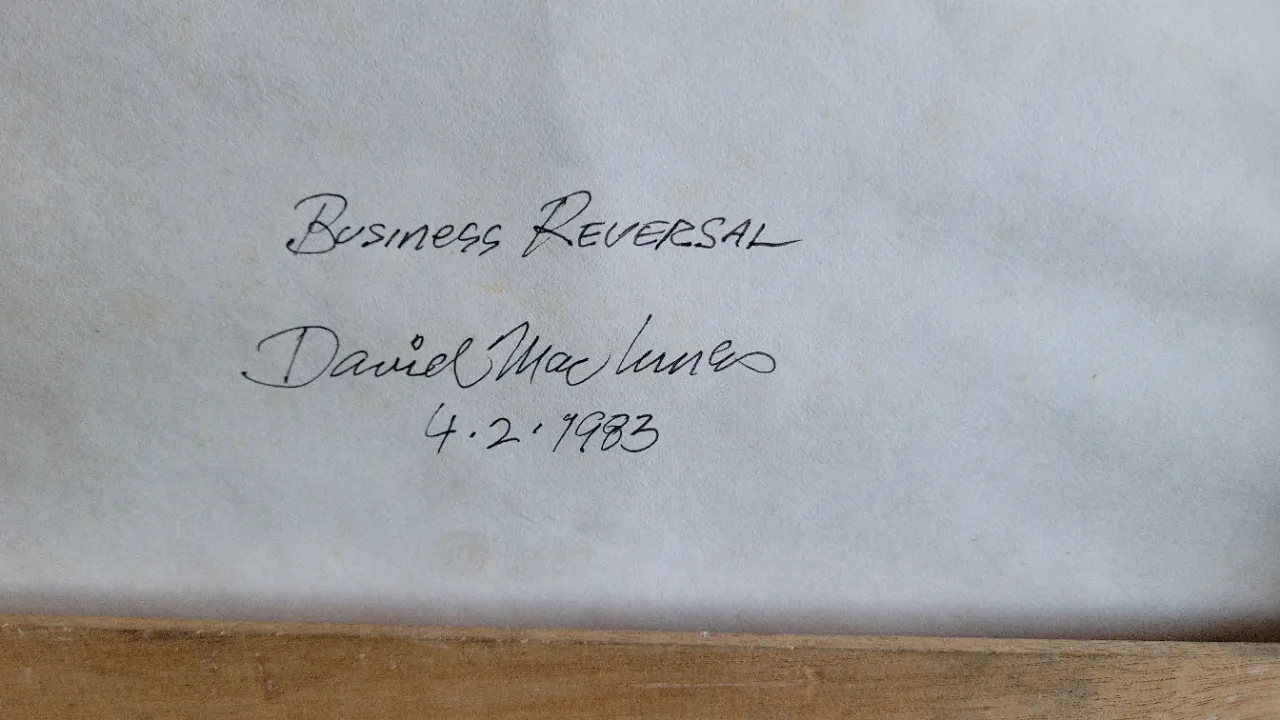 Business REVERSAL
David MacInnes
4.2.1983